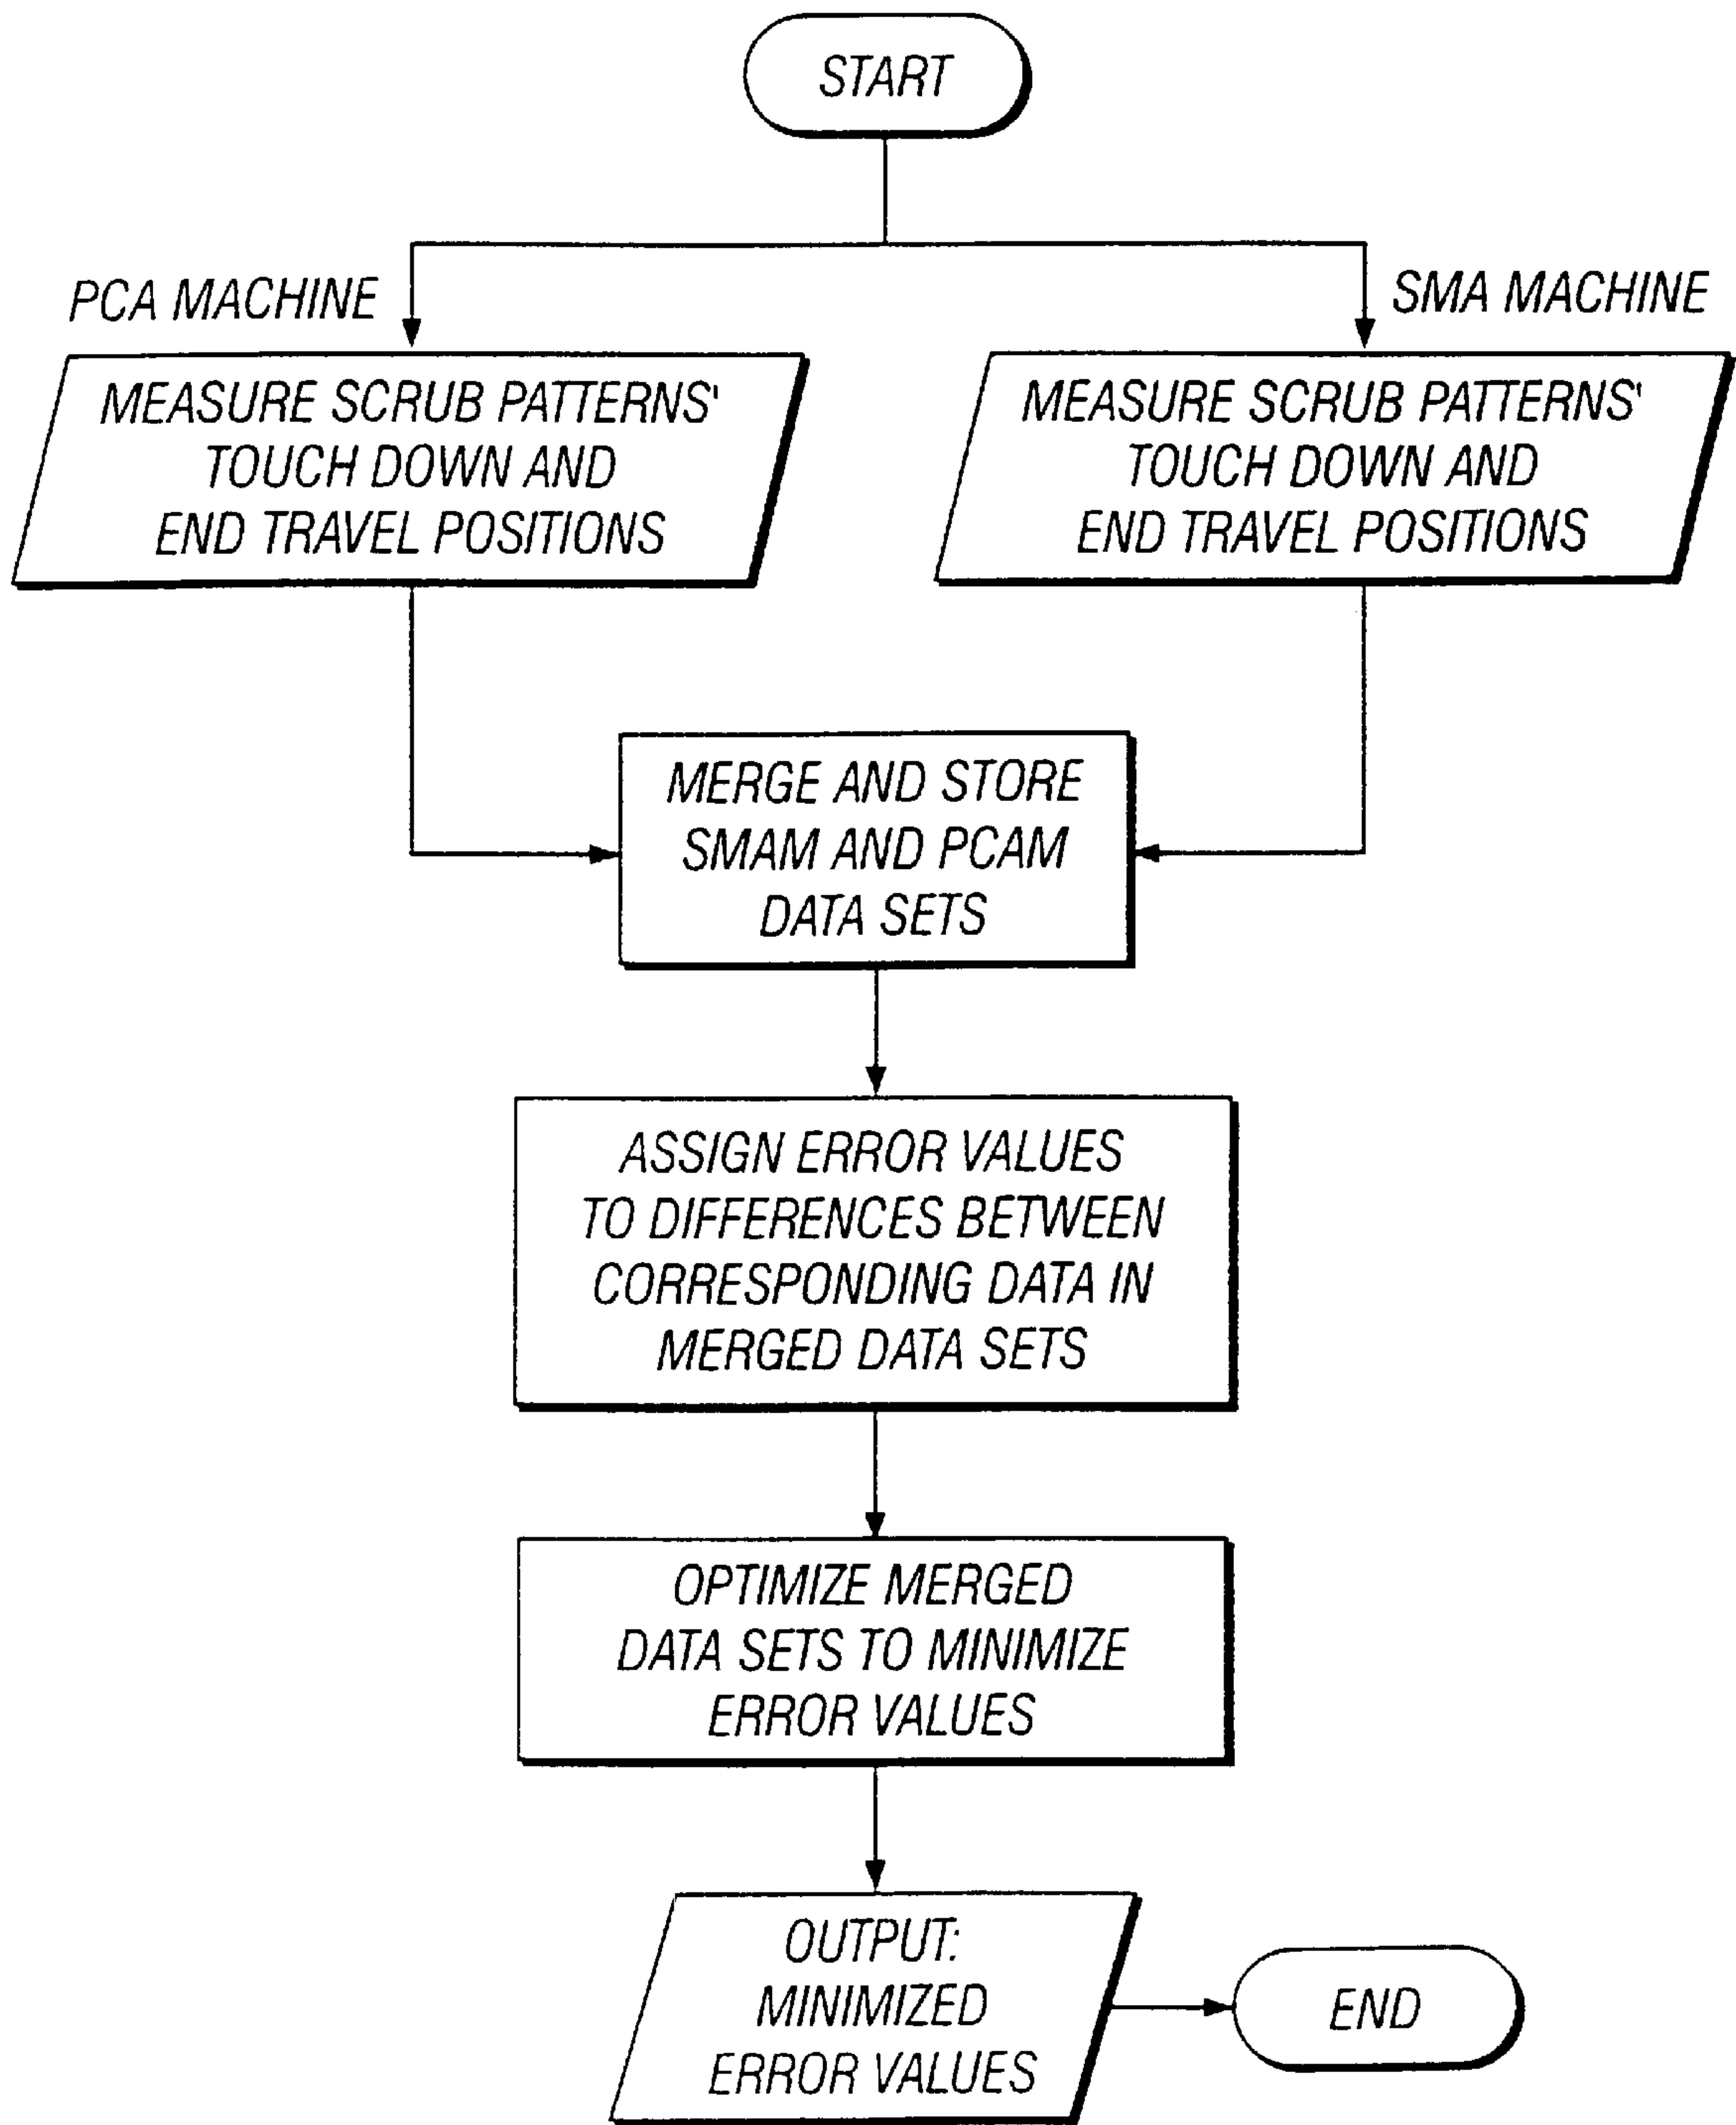 START
PCA MACHINE
SMA MACHINE
MEASURE SCRUB PATTERNS'
TOUCH DOWN AND
END TRAVEL POSITIONS
MEASURE SCRUB PATTERNS'
TOUCH DOWN AND
END TRAVEL POSITIONS
MERGE AND STORE
SMAM AND PCAM
DATA SETS
ASSIGN ERROR VALUES
TO DIFFERENCES BETWEEN
CORRESPONDING DATA IN
MERGED DATA SETS
OPTIMIZE MERGED
DATA SETS TO MINIMIZE
ERROR VALUES
OUTPUT:
MINIMIZED
ERROR VALUES
END